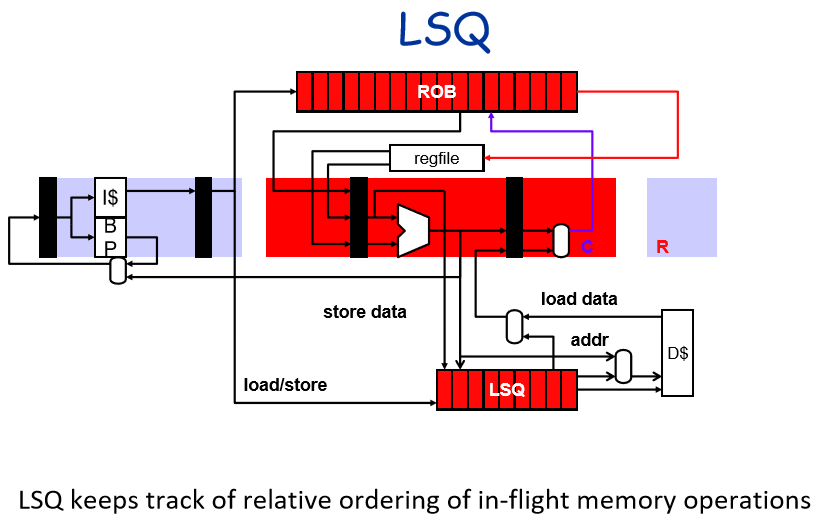 LSQ
ROB
regfile
I$
B
P
C
R
store data
load data
addr
D$
load/store
LSQ
LSQ keeps track of relative ordering of in-flight memory operations